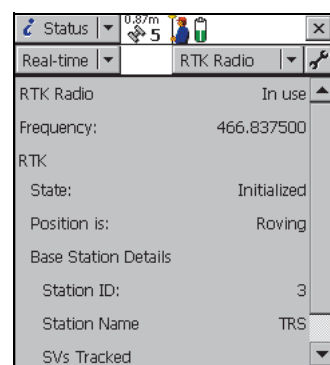 i Status 0.87m 5
Real-time RTK Radio
RTK Radio In use
Frequency: 466.837500
RTK
State: Initialized
Position is: Roving
Base Station Details
Station ID: 3
Station Name TRS
SVs Tracked